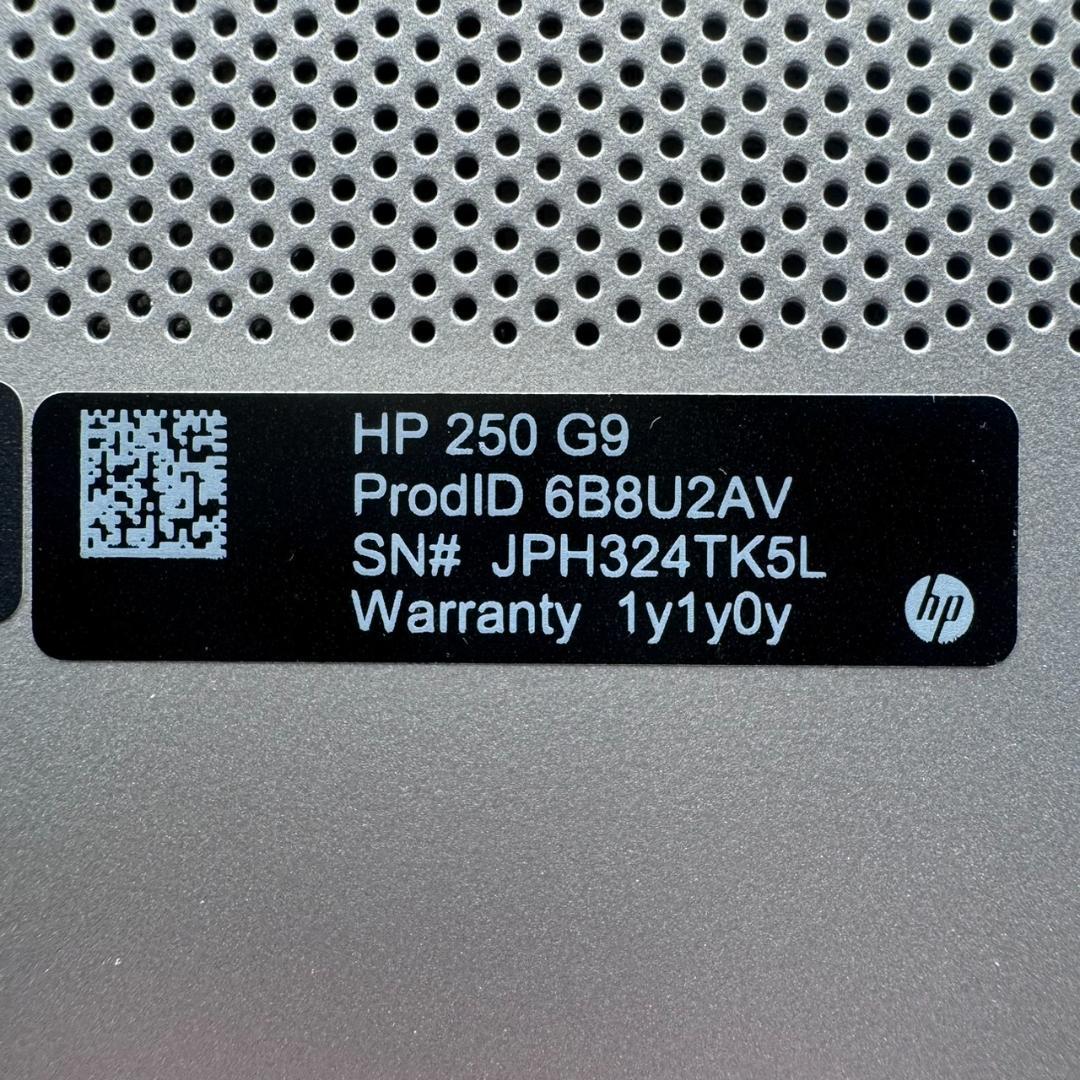 HP 250 G9
ProdID 6B8U2AV
SN# JPH324TK5L
Warranty 1y1y0y
hp